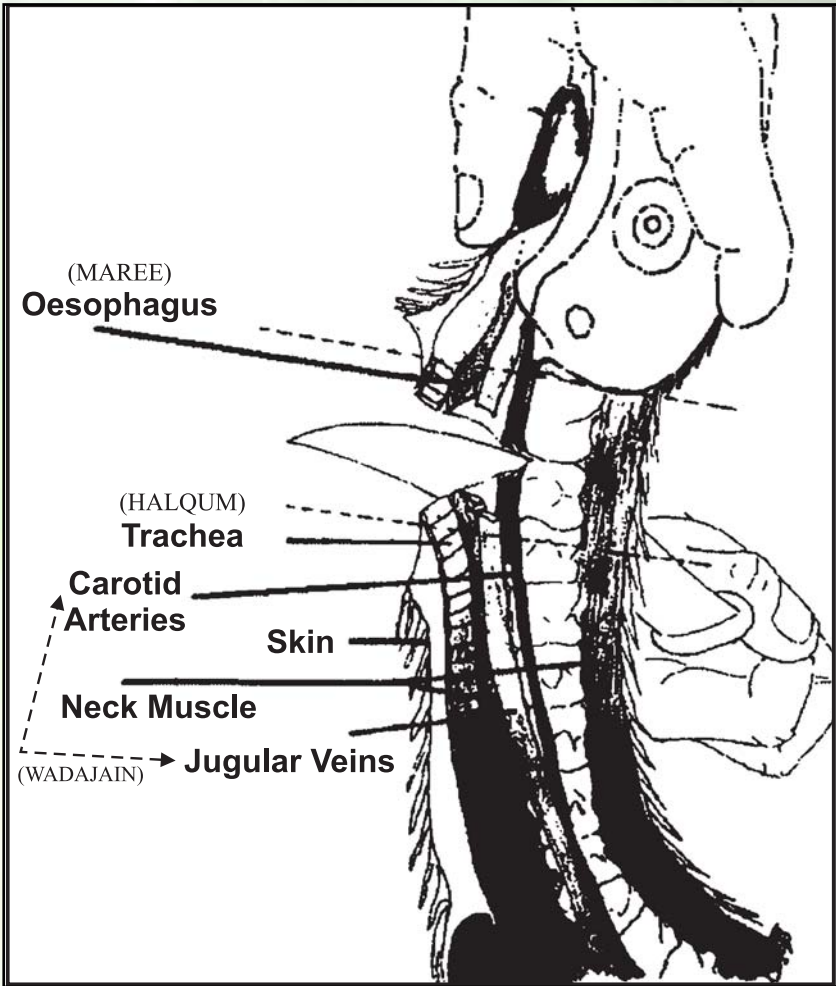 (MAREE)
Oesophagus
(HALQUM)
Trachea
Carotid
Arteries
Skin
Neck Muscle
(WADAJAIN)
Jugular Veins